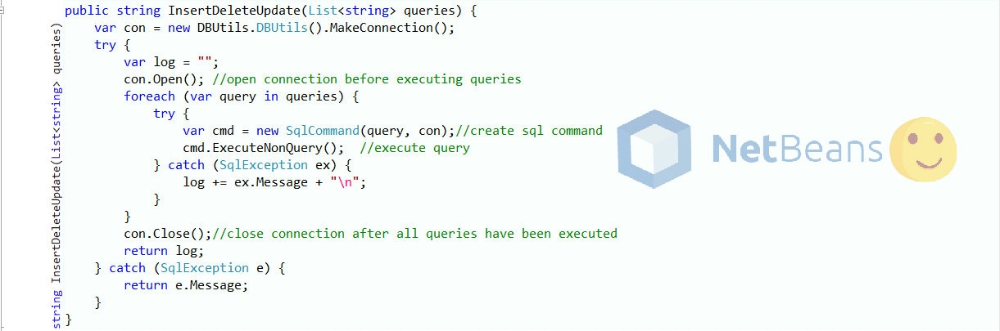 public string InsertDeleteUpdate(List<string> queries) {
var con = new DBUtils.DBUtils().MakeConnection();
try {
var log = "";
con.Open(); //open connection before executing queries
foreach (var query in queries) {
try {
var cmd = new SqlCommand(query, con);//create sql command
cmd.ExecuteNonQuery();  //execute query
} catch (SqlException ex) {
log += ex.Message + "\n";
}
}
con.Close();//close connection after all queries have been executed
return log;
} catch (SqlException e) {
return e.Message;
}
}
string InsertDeleteUpdate(List<string> queries)
NetBeans